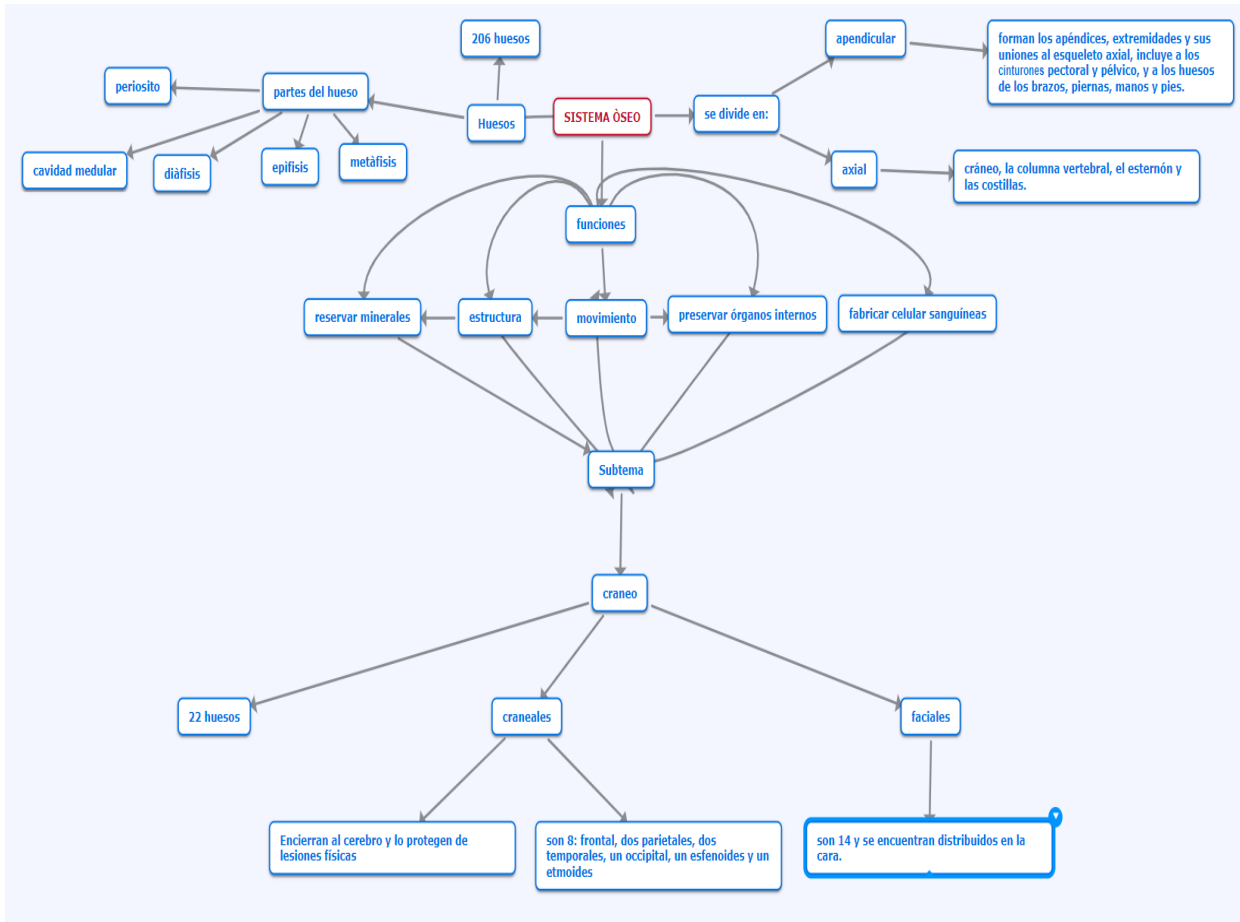 206 huesos
apendicular
forman los apéndices, extremidades y sus
uniones al esqueleto axial, incluye a los
cinturones pectoral y pélvico, y a los huesos
de los brazos, piernas, manos y pies.
periosito
partes del hueso
Huesos
SISTEMA ÒSEO
se divide en:
cavidad medular
diàfisis
epifisis
metàfisis
axial
cráneo, la columna vertebral, el esternón y
las costillas.
funciones
reservar minerales
estructura
movimiento
preservar órganos internos
fabricar celular sanguíneas
Subtema
craneo
22 huesos
craneales
faciales
Encierran al cerebro y lo protegen de
lesiones físicas
son 8: frontal, dos parietales, dos
temporales, un occipital, un esfenoides y un
etmoides
son 14 y se encuentran distribuidos en la
cara.